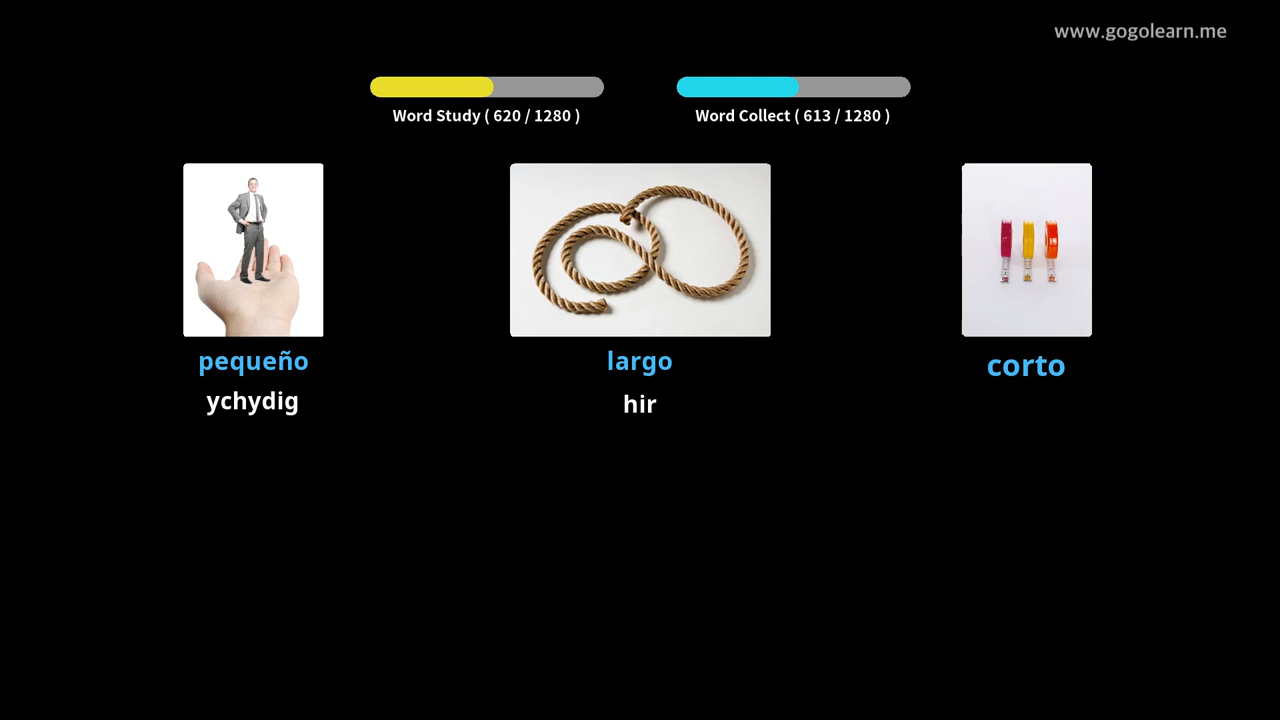 www.gogolearn.me
Word Study ( 620 / 1280 )
Word Collect ( 613 / 1280 )
pequeño
ychydig
largo
hir
corto